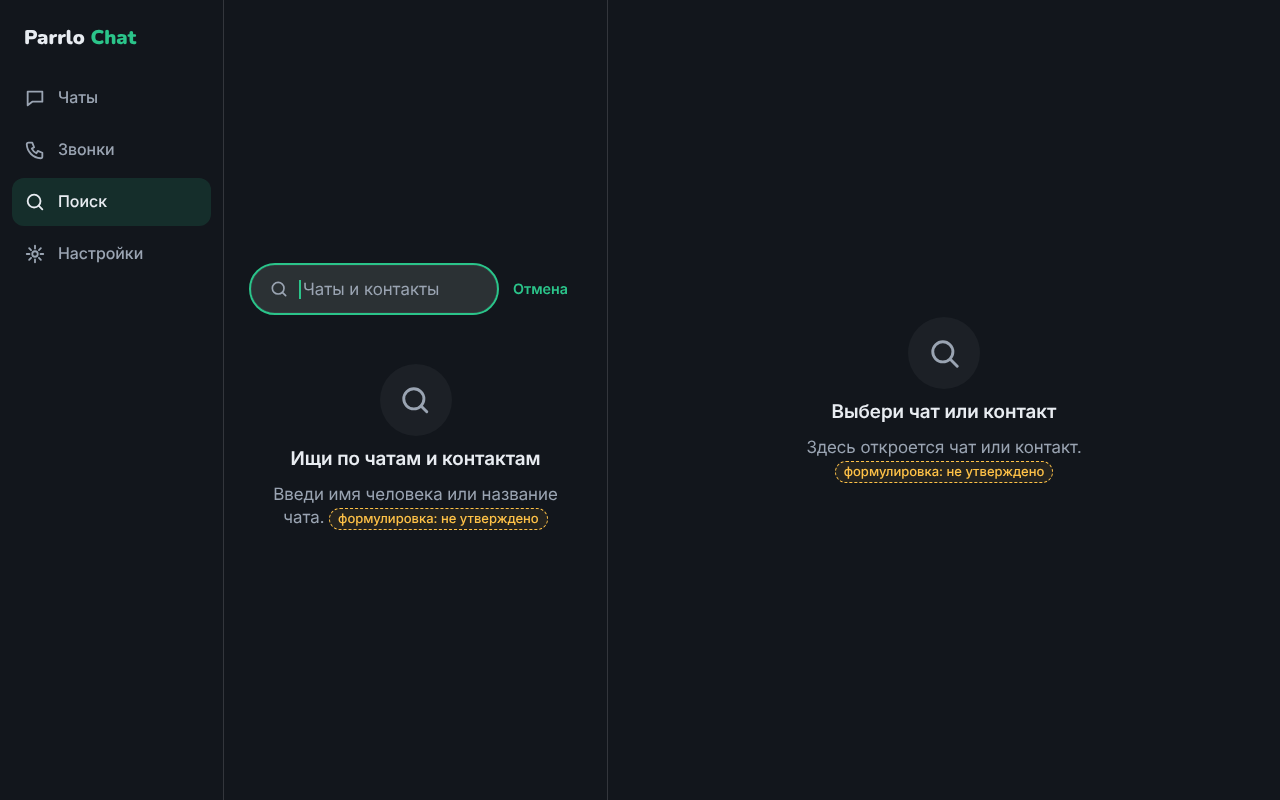 Parrlo Chat
Чаты
Звонки
Поиск
Настройки
Чаты и контакты
Отмена
Ищи по чатам и контактам
Введи имя человека или название
чата. формулировка: не утверждено
Выбери чат или контакт
Здесь откроется чат или контакт.
формулировка: не утверждено